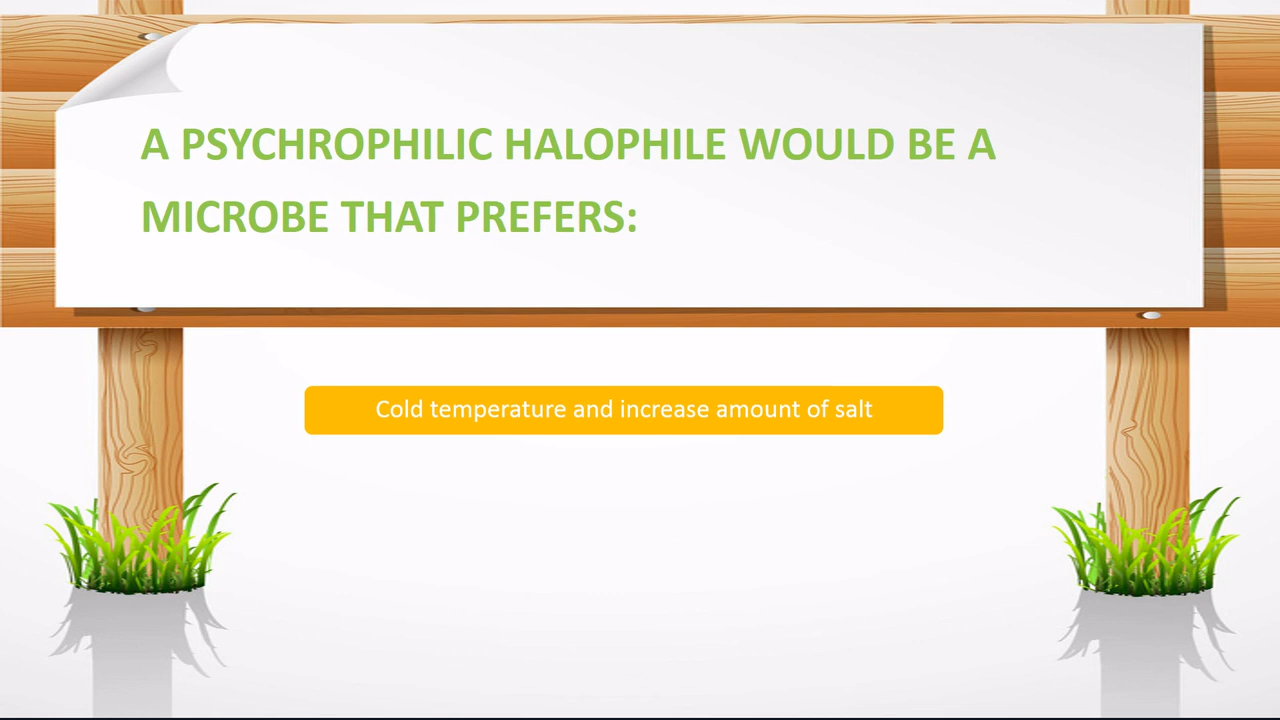 A PSYCHROPHILIC HALOPHILE WOULD BE A
MICROBE THAT PREFERS:
Cold temperature and increase amount of salt